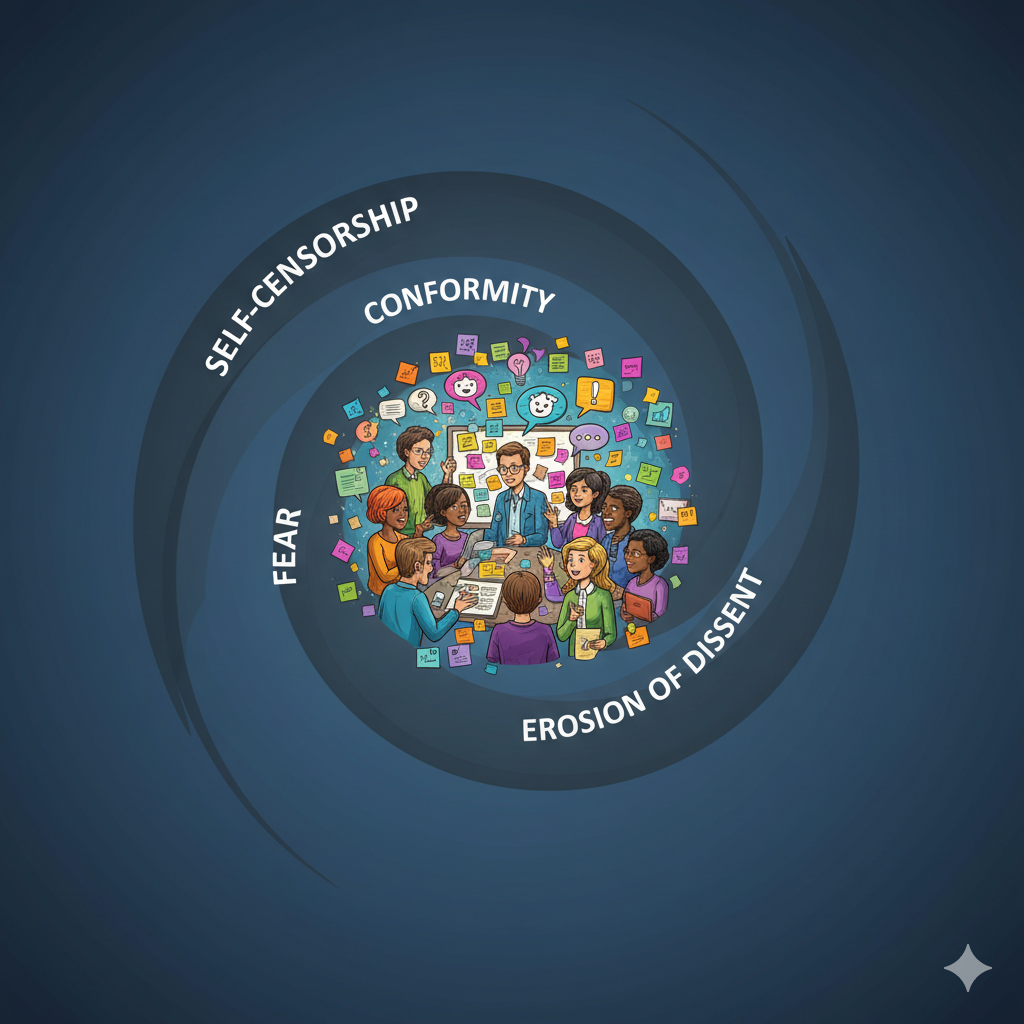 SELF-CENSORSHIP
CONFORMITY
FEAR
EROSION OF DISSENT